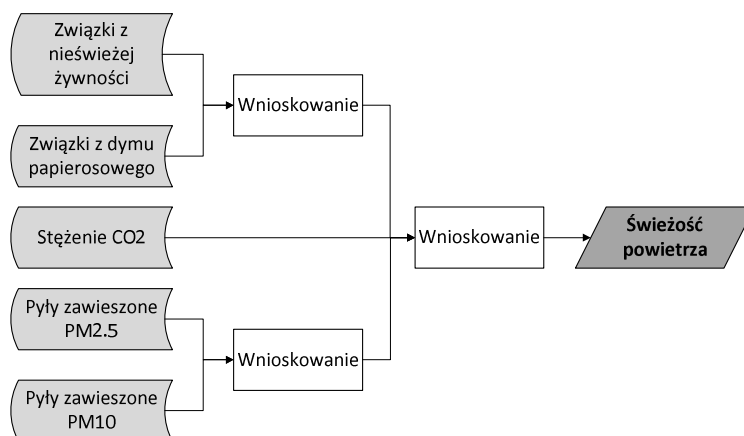 Związki z
nieświeżej
żywności
Wnioskowanie
Związki z dymu
papierosowego
Stężenie CO2
Wnioskowanie
Świeżość
powietrza
Pyły zawieszone
PM2.5
Wnioskowanie
Pyły zawieszone
PM10